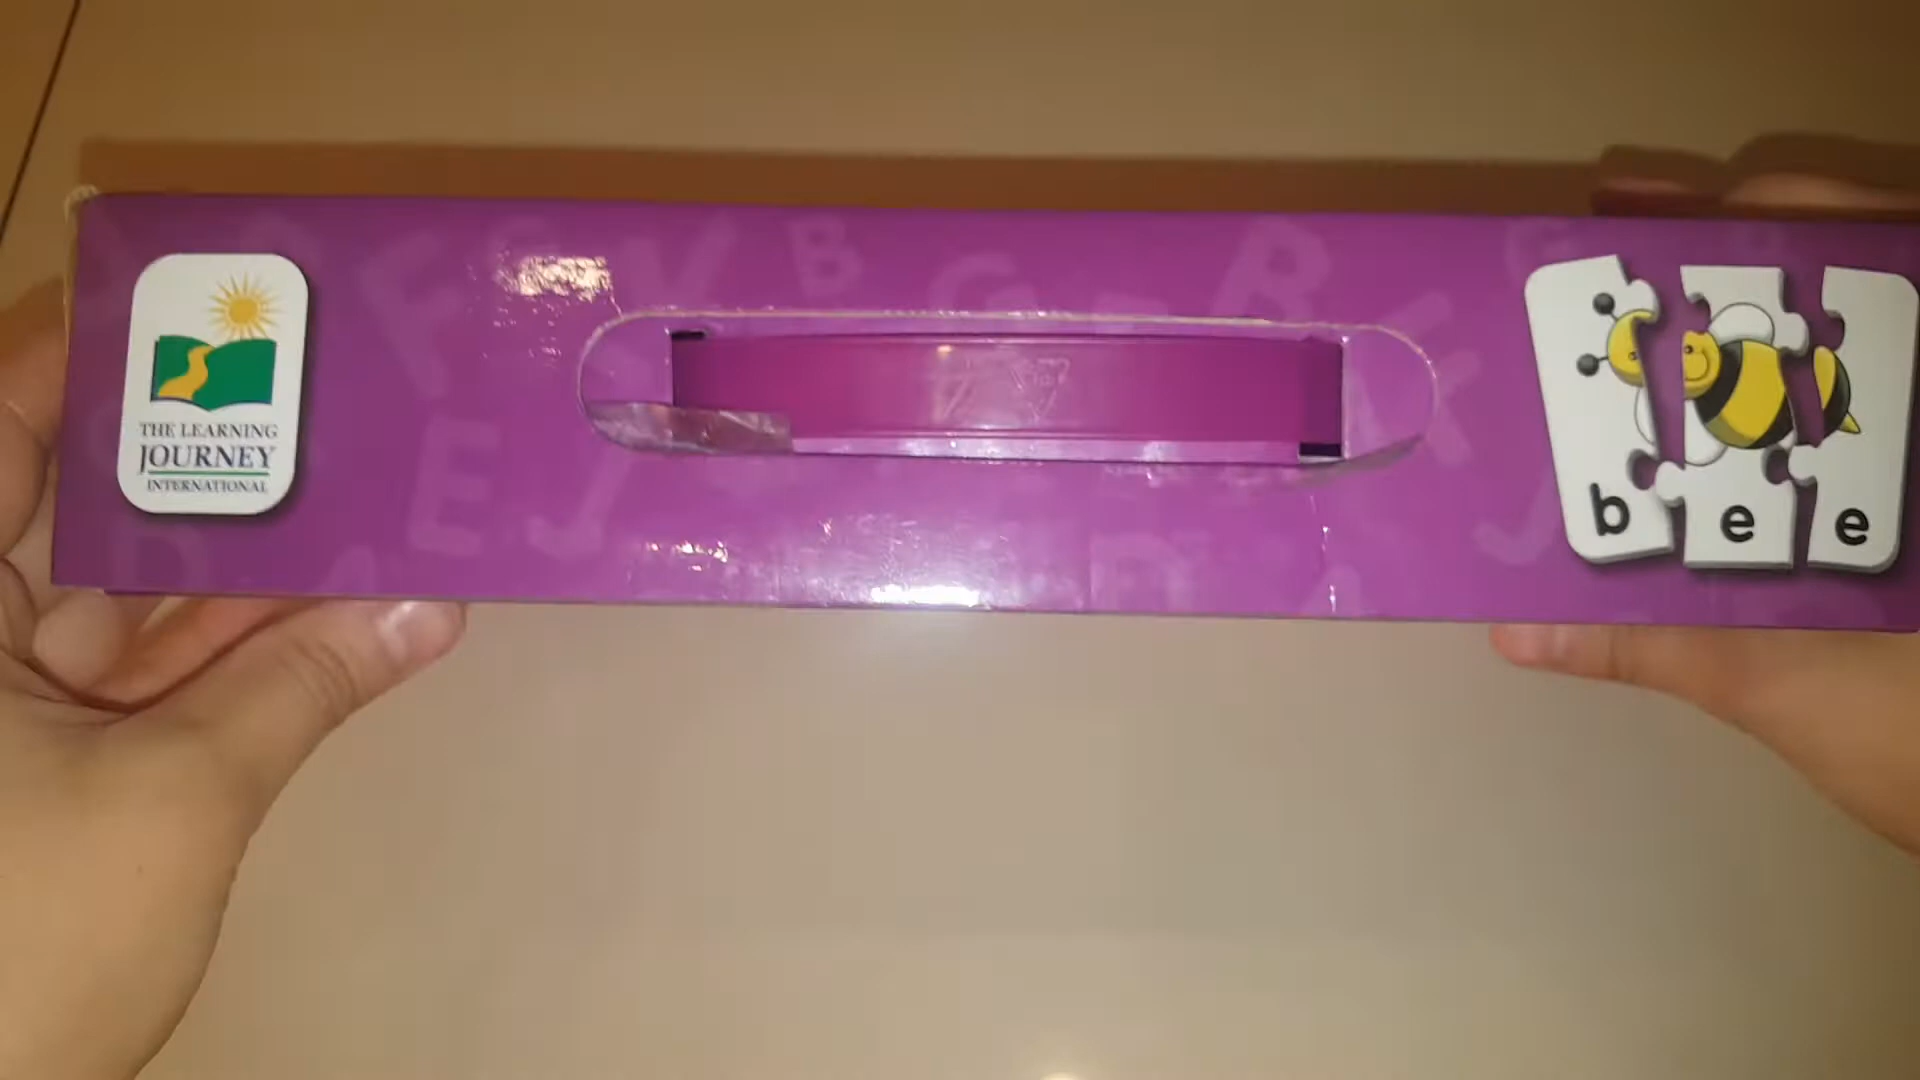 THE LEARNING
JOURNEY
INTERNATIONAL
b e e